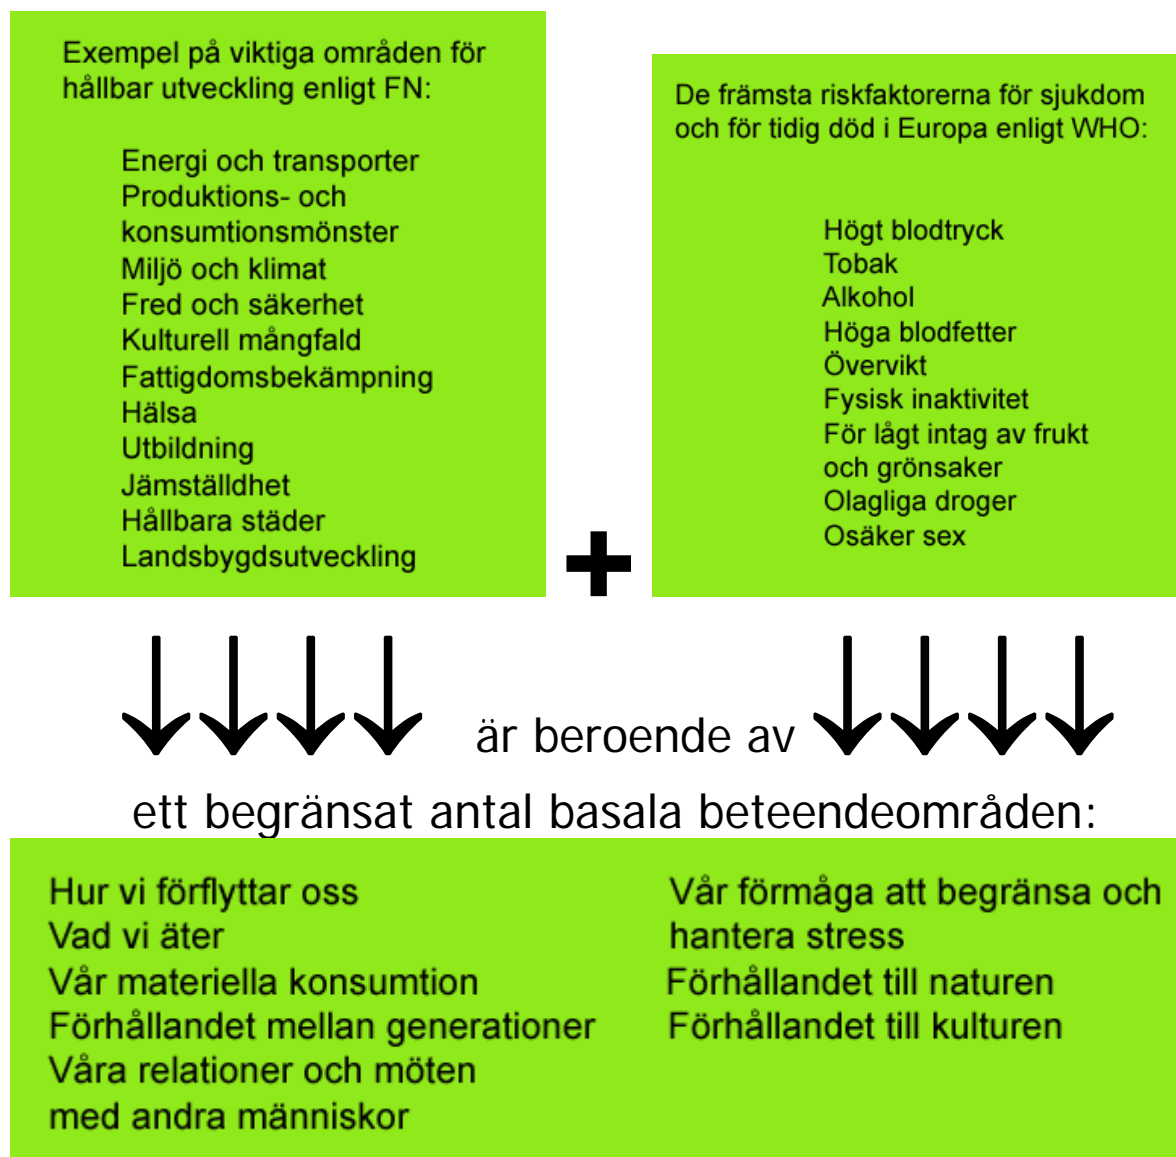 Exempel på viktiga områden för
hållbar utveckling enligt FN:
Energi och transporter
Produktions- och
konsumtionsmönster
Miljö och klimat
Fred och säkerhet
Kulturell mångfald
Fattigdomsbekämpning
Hälsa
Utbildning
Jämställdhet
Hållbara städer
Landsbygdsutveckling
+
De främsta riskfaktorerna för sjukdom
och för tidig död i Europa enligt WHO:
Högt blodtryck
Tobak
Alkohol
Höga blodfetter
Övervikt
Fysisk inaktivitet
För lågt intag av frukt
och grönsaker
Olagliga droger
Osäker sex
är beroende av
ett begränsat antal basala beteendeområden:
Hur vi förflyttar oss
Vad vi äter
Vår materiella konsumtion
Förhållandet mellan generationer
Våra relationer och möten
med andra människor
Vår förmåga att begränsa och
hantera stress
Förhållandet till naturen
Förhållandet till kulturen